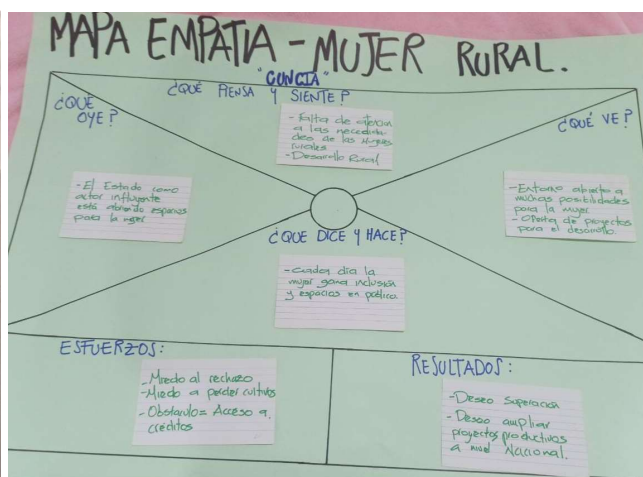 MAPA EMPATIA - MUJER RURAL.
"CUNCIA"
¿QUÉ PIENSA Y SIENTE?
- Falta de atención
a las necesida
des de las Mujeres
rurales
- Desarrollo Rural
¿QUÉ
OYE?
- El Estado como
actor influyente
está abriendo espacios
para la mujer
¿QUÉ VE?
- Entorno abierto a
muchas posibilidades
para la mujer
- Oferta de proyectos
para el desarrollo.
¿QUE DICE Y HACE?
- Cada día la
mujer gana inclusión
y espacios en política
ESFUERZOS:
- Miedo al rechazo
- Miedo a perder cultivos
- Obstáculo = Acceso a
créditos
RESULTADOS:
- Deseo Superación
- Deseo ampliar
proyectos productivos
a nivel Nacional.